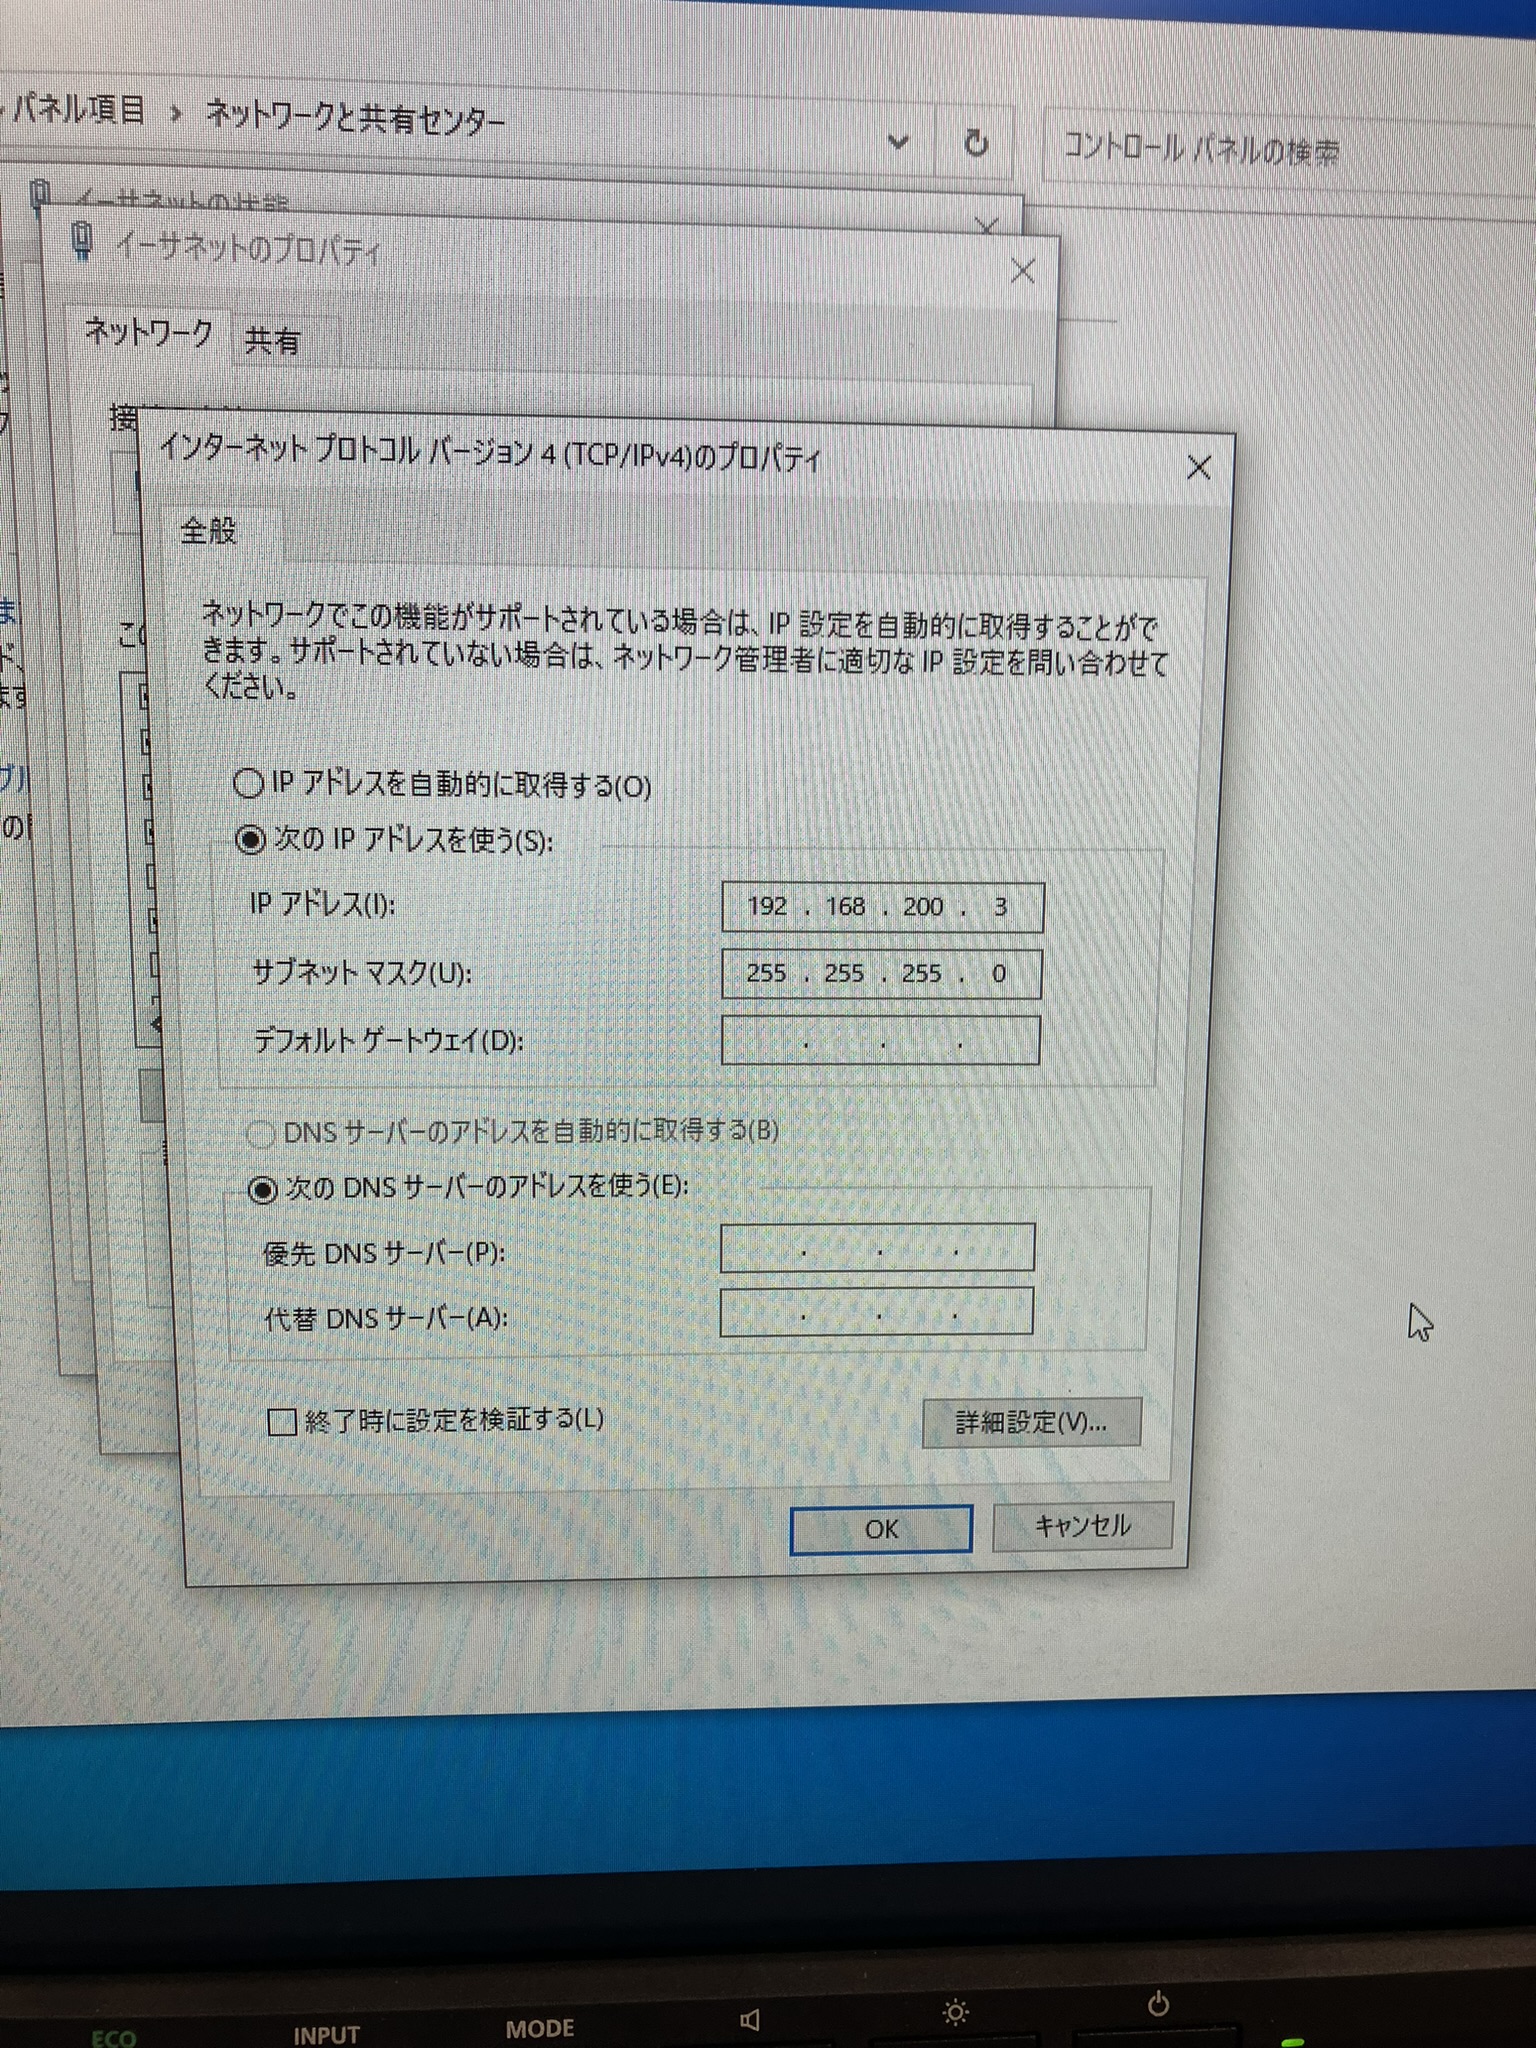 パネル項目 › ネットワークと共有センター
コントロール パネルの検索
イーサネットの状態
イーサネットのプロパティ
ネットワーク
共有
インターネット プロトコル バージョン 4 (TCP/IPv4)のプロパティ
全般
ネットワークでこの機能がサポートされている場合は、IP 設定を自動的に取得することがで
きます。サポートされていない場合は、ネットワーク管理者に適切な IP 設定を問い合わせて
ください。
IP アドレスを自動的に取得する(O)
次の IP アドレスを使う(S):
IP アドレス(I): 192 . 168 . 200 . 3
サブネット マスク(U): 255 . 255 . 255 . 0
デフォルト ゲートウェイ(D): . . .
DNS サーバーのアドレスを自動的に取得する(B)
次の DNS サーバーのアドレスを使う(E):
優先 DNS サーバー(P): . . .
代替 DNS サーバー(A): . . .
終了時に設定を検証する(L)
詳細設定(V)...
OK
キャンセル
ECO
INPUT
MODE